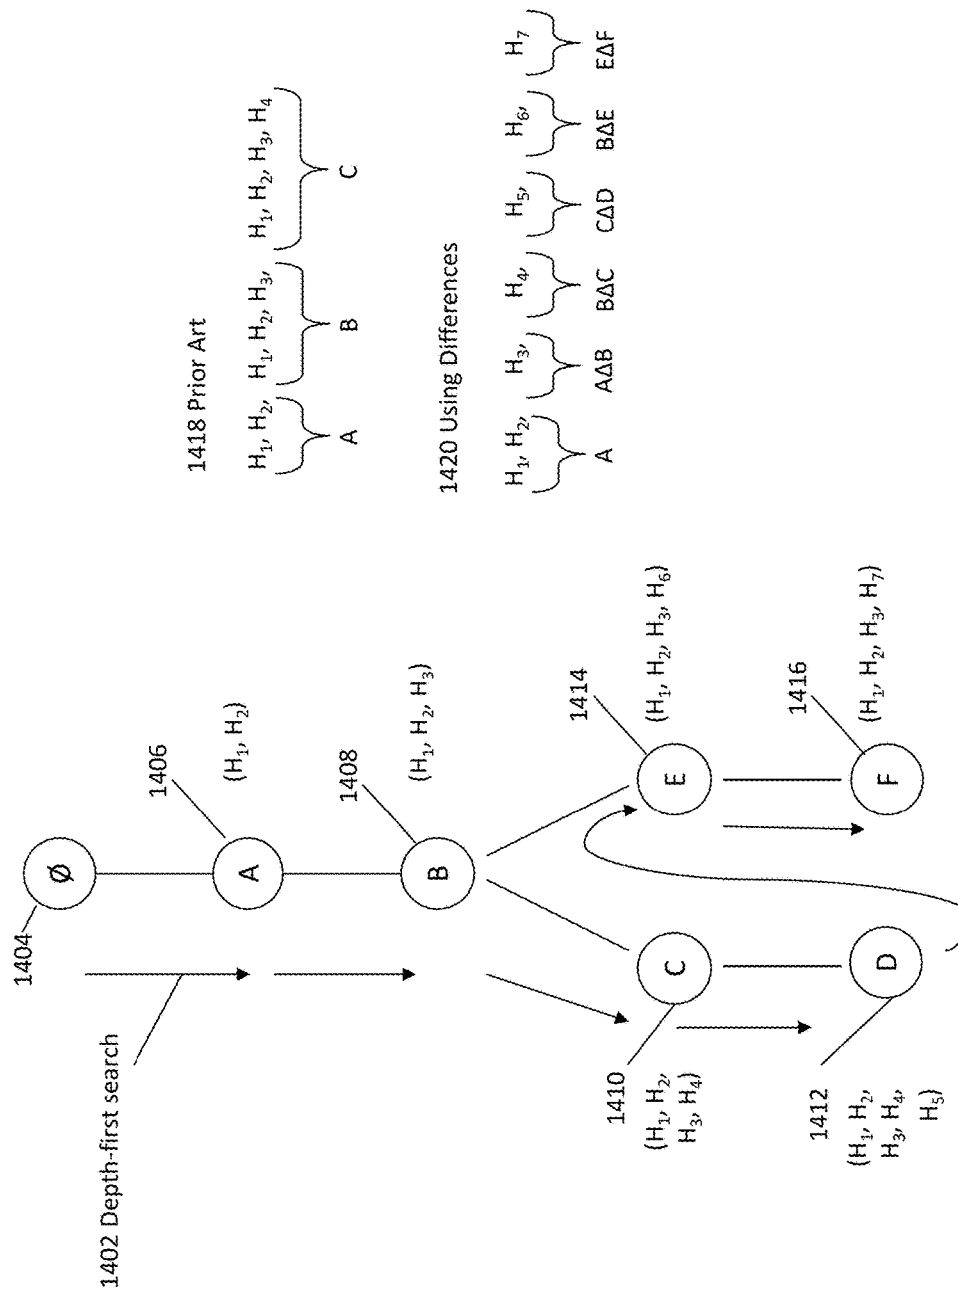 1402 Depth-first search
1404
Ø
1406
A
(H₁, H₂)
1408
B
(H₁, H₂, H₃)
1410
(H₁, H₂,
H₃, H₄)
C
1414
E
(H₁, H₂, H₃, H₆)
1412
(H₁, H₂,
H₃, H₄,
H₅)
D
1416
F
(H₁, H₂, H₃, H₇)
1418 Prior Art
H₁, H₂, H₁, H₂, H₃, H₁, H₂, H₃, H₄
A B C
1420 Using Differences
H₁, H₂, H₃, H₄, H₅, H₆, H₇
A AΔB BΔC CΔD BΔE EΔF